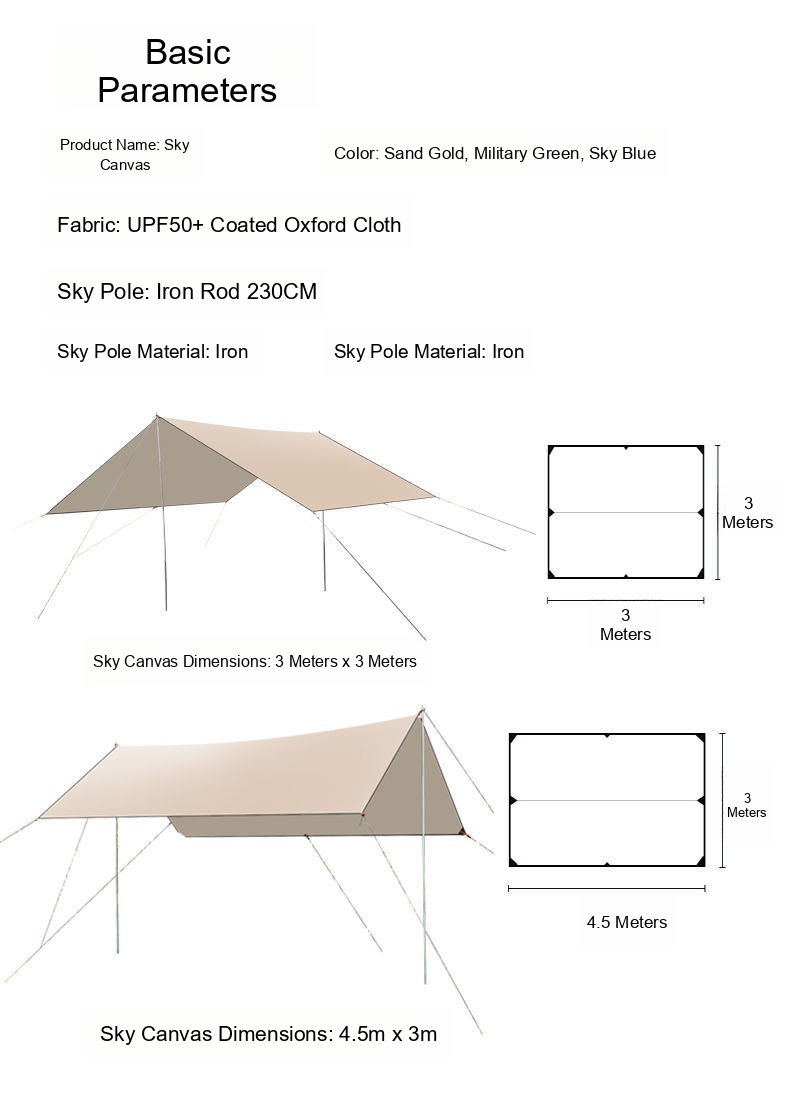 Basic
Parameters
Product Name: Sky
Canvas
Color: Sand Gold, Military Green, Sky Blue
Fabric: UPF50+ Coated Oxford Cloth
Sky Pole: Iron Rod 230CM
Sky Pole Material: Iron
Sky Pole Material: Iron
3
Meters
3
Meters
Sky Canvas Dimensions: 3 Meters x 3 Meters
3
Meters
4.5 Meters
Sky Canvas Dimensions: 4.5m x 3m